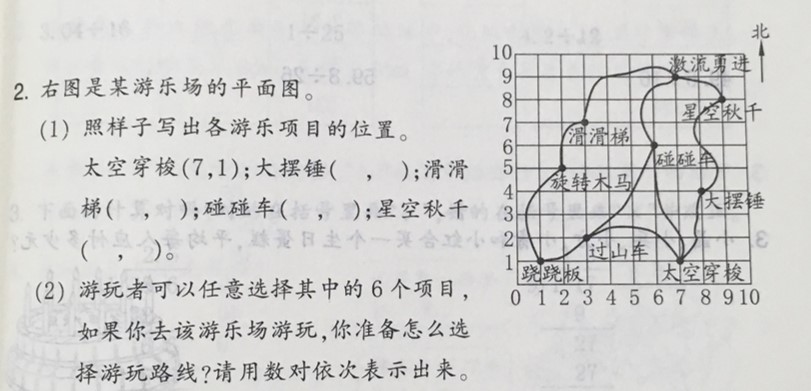 2. 右图是某游乐场的平面图。
(1) 照样子写出各游乐项目的位置。
太空穿梭(7,1);大摆锤( , );滑滑
梯( , );碰碰车( , );星空秋千
( , )。
(2) 游玩者可以任意选择其中的6个项目,
如果你去该游乐场游玩,你准备怎么选
择游玩路线?请用数对依次表示出来。
北
10
9
8
7
6
5
4
3
2
1
激流勇进
星空秋千
滑滑梯
碰碰车
旋转木马
大摆锤
过山车
跷跷板
太空穿梭
0 1 2 3 4 5 6 7 8 9 10